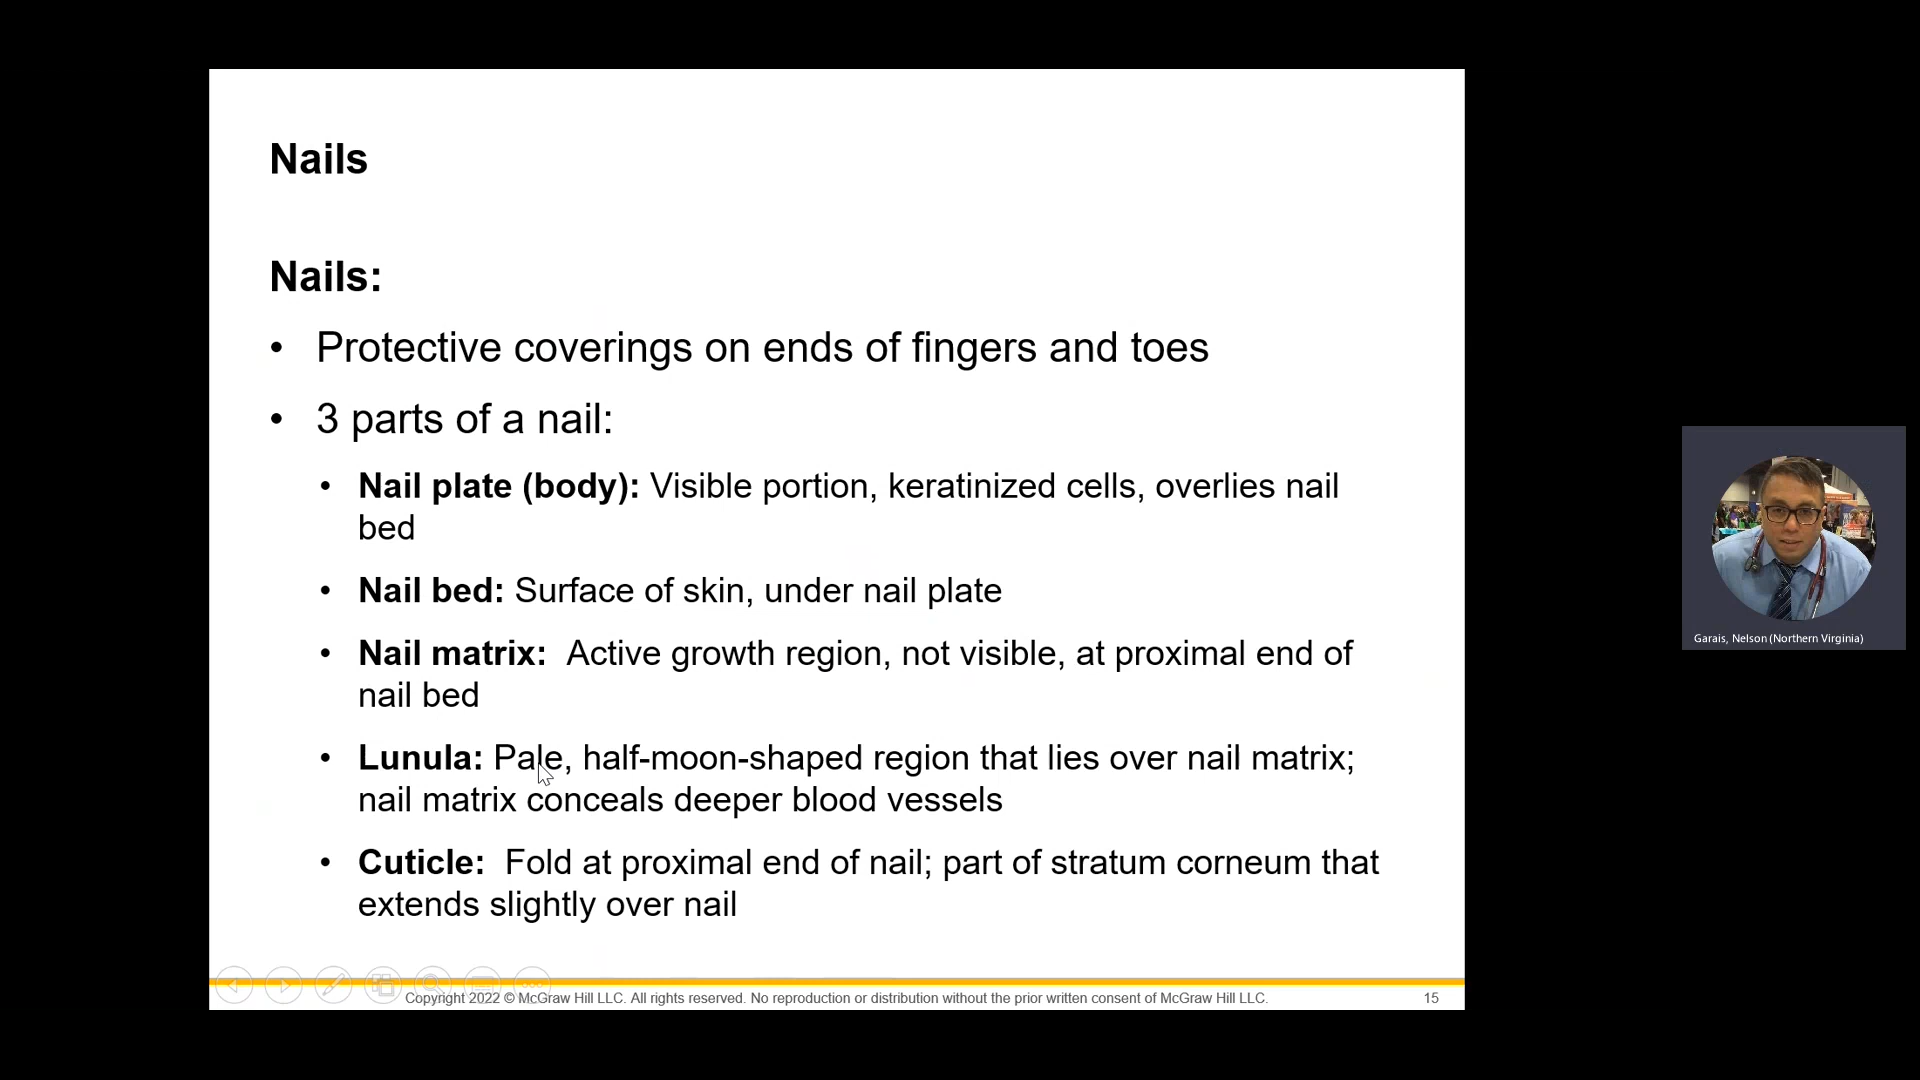 Nails
Nails:
• Protective coverings on ends of fingers and toes
• 3 parts of a nail:
• Nail plate (body): Visible portion, keratinized cells, overlies nail
bed
• Nail bed: Surface of skin, under nail plate
• Nail matrix: Active growth region, not visible, at proximal end of
nail bed
• Lunula: Pale, half-moon-shaped region that lies over nail matrix;
nail matrix conceals deeper blood vessels
• Cuticle: Fold at proximal end of nail; part of stratum corneum that
extends slightly over nail
Copyright 2022 © McGraw Hill LLC. All rights reserved. No reproduction or distribution without the prior written consent of McGraw Hill LLC.
15
Garais, Nelson (Northern Virginia)